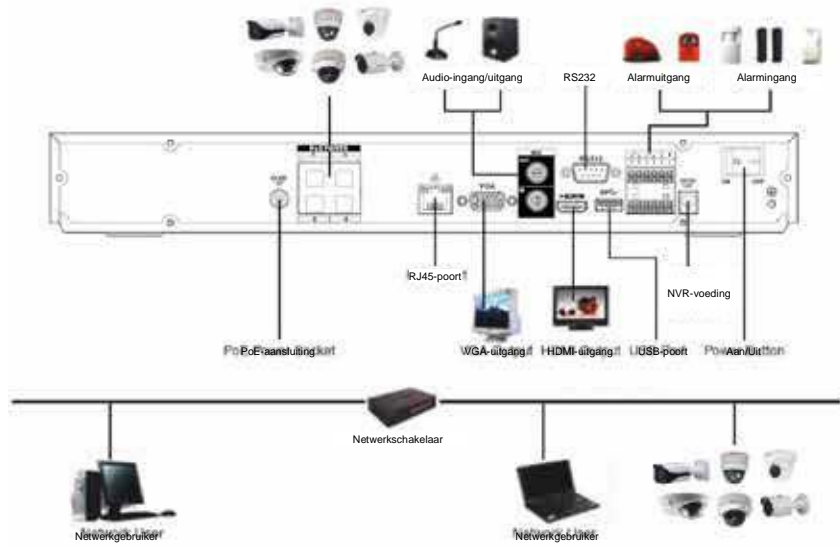 Audio-ingang/uitgang
RS232
Alarmuitgang
Alarmingang
RJ45-poort
NVR-voeding
PoE-aansluiting
WGA-uitgang
HDMI-uitgang
USB-poort
Aan/Uit
Netwerkschakelaar
Netwerkgebruiker
Netwerkgebruiker